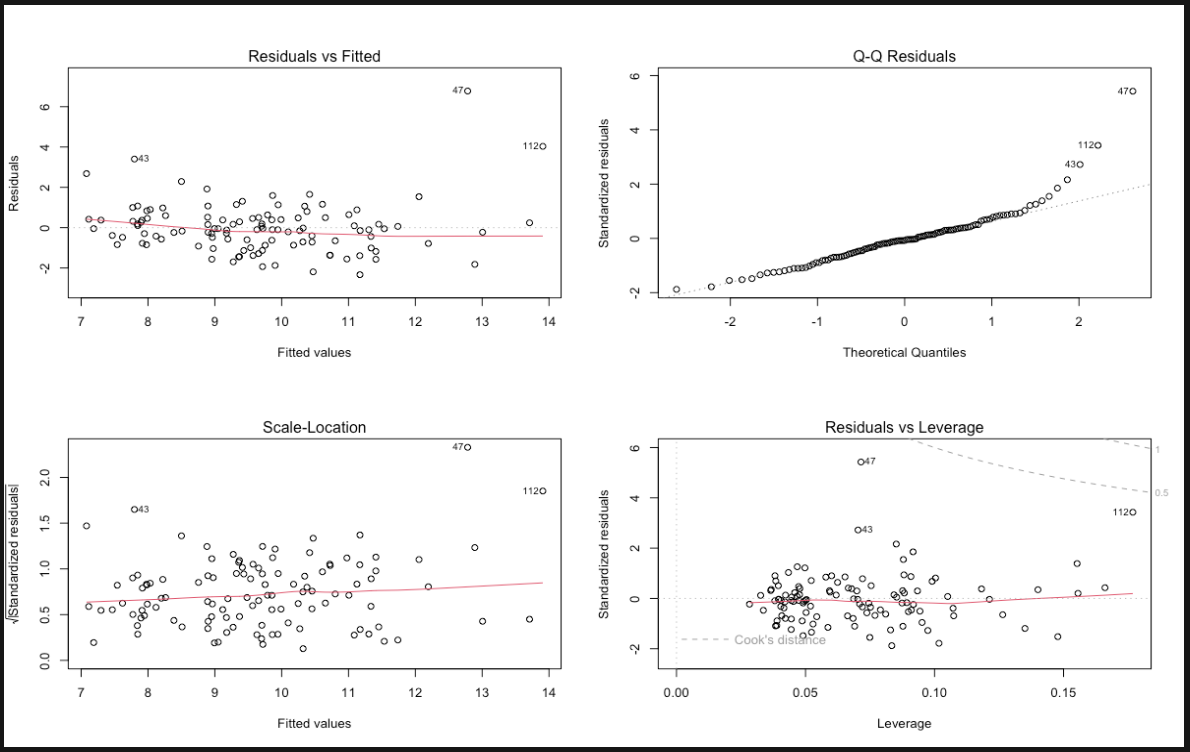 Residuals vs Fitted
Residuals
6
4
2
0
-2
47
112
43
7 8 9 10 11 12 13 14
Fitted values
Q-Q Residuals
Standardized residuals
6
4
2
0
-2
47
112
43
-2 -1 0 1 2
Theoretical Quantiles
Scale-Location
√|Standardized residuals|
2.0
1.5
1.0
0.5
0.0
47
112
43
7 8 9 10 11 12 13 14
Fitted values
Residuals vs Leverage
Standardized residuals
6
4
2
0
-2
47
1
0.5
112
43
Cook's distance
0.00 0.05 0.10 0.15
Leverage